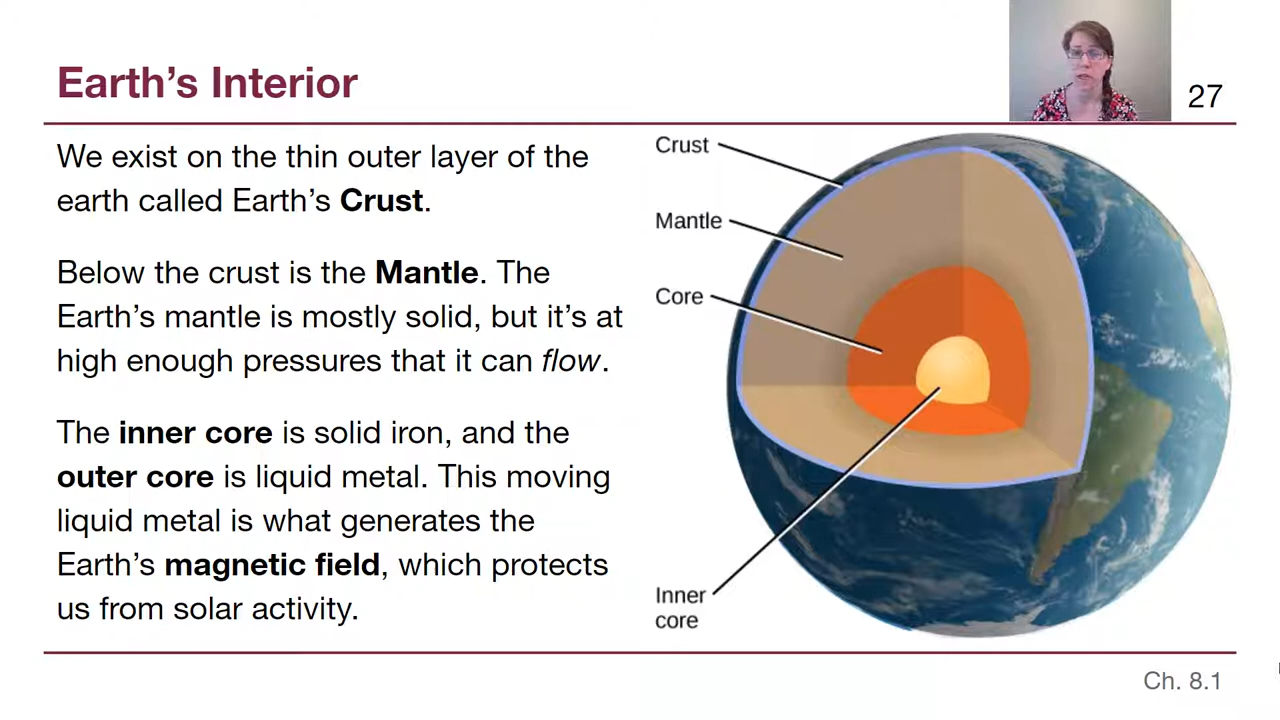 Earth’s Interior
27
We exist on the thin outer layer of the
earth called Earth’s Crust.
Below the crust is the Mantle. The
Earth’s mantle is mostly solid, but it’s at
high enough pressures that it can flow.
The inner core is solid iron, and the
outer core is liquid metal. This moving
liquid metal is what generates the
Earth’s magnetic field, which protects
us from solar activity.
Crust
Mantle
Core
Inner
core
Ch. 8.1